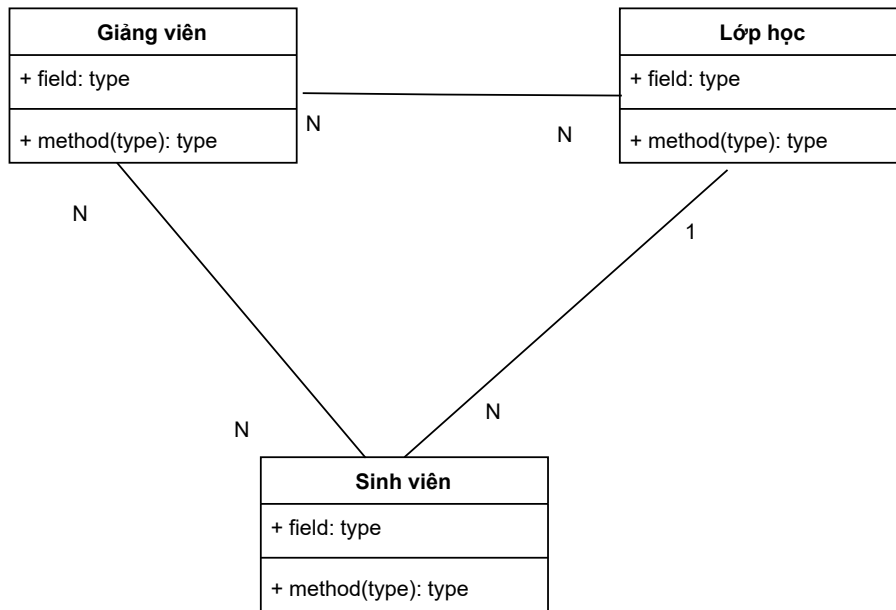 Giảng viên
+ field: type
+ method(type): type
Lớp học
+ field: type
+ method(type): type
N
N
N
1
N
N
Sinh viên
+ field: type
+ method(type): type